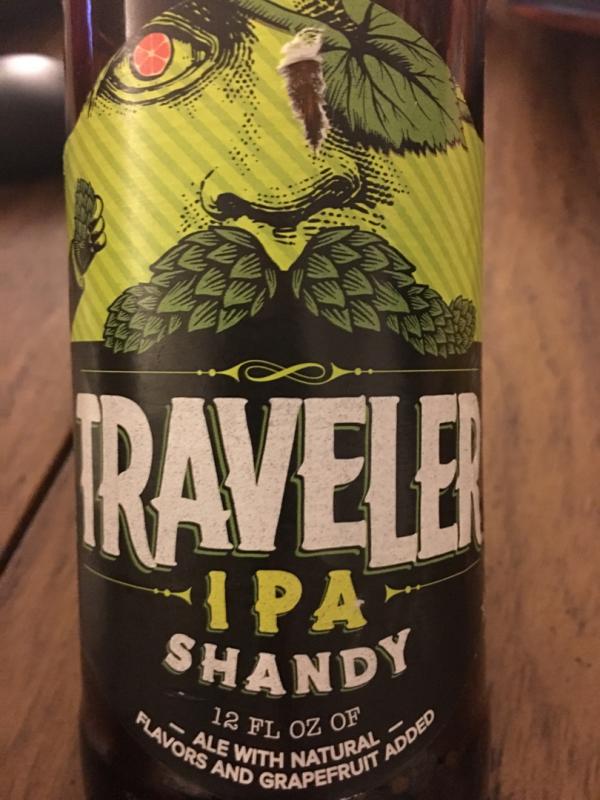 TRAVELER
IPA
SHANDY
12 FL OZ OF
ALE WITH NATURAL
FLAVORS AND GRAPEFRUIT ADDED